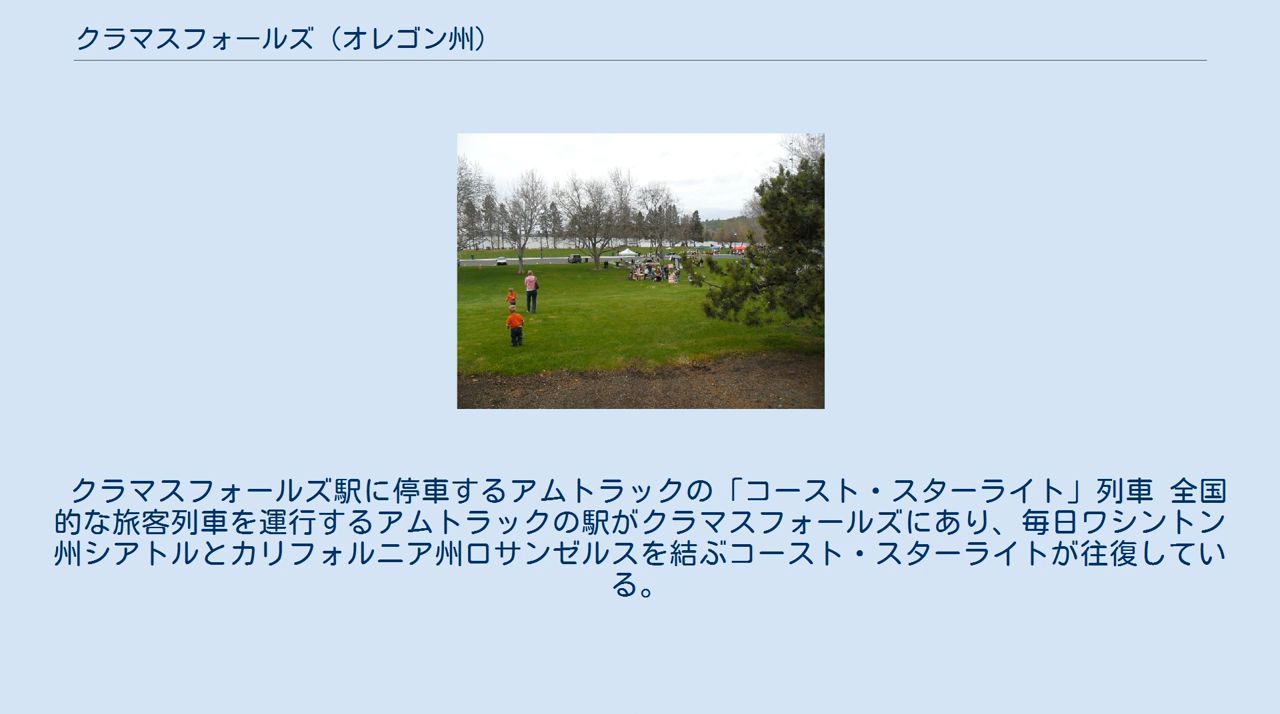 クラマスフォールズ（オレゴン州）
クラマスフォールズ駅に停車するアムトラックの「コースト・スターライト」列車 全国
的な旅客列車を運行するアムトラックの駅がクラマスフォールズにあり、毎日ワシントン
州シアトルとカリフォルニア州ロサンゼルスを結ぶコースト・スターライトが往復してい
る。